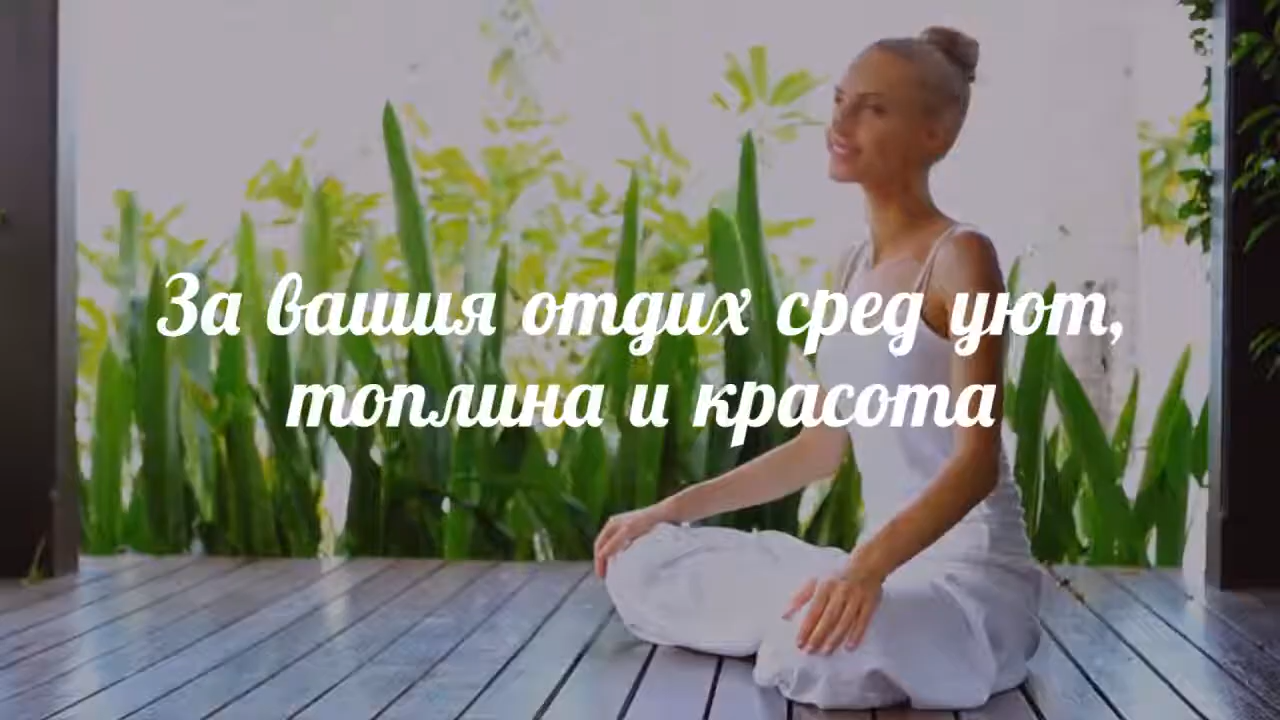 За вашия отдих сред уют,
топлина и красота